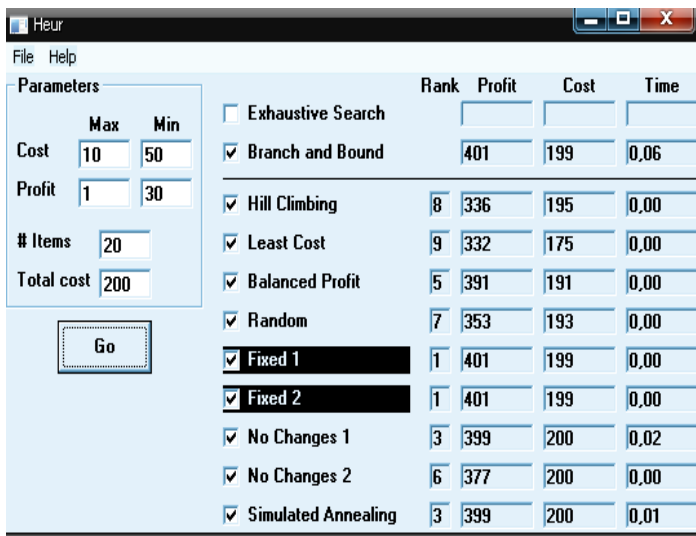 Heur
File Help
Parameters
Max Min
Cost 10 50
Profit 1 30
# Items 20
Total cost 200
Go
Rank Profit Cost Time
Exhaustive Search
Branch and Bound 401 199 0,06
Hill Climbing 8 336 195 0,00
Least Cost 9 332 175 0,00
Balanced Profit 5 391 191 0,00
Random 7 353 193 0,00
Fixed 1 1 401 199 0,00
Fixed 2 1 401 199 0,00
No Changes 1 3 399 200 0,02
No Changes 2 6 377 200 0,00
Simulated Annealing 3 399 200 0,01